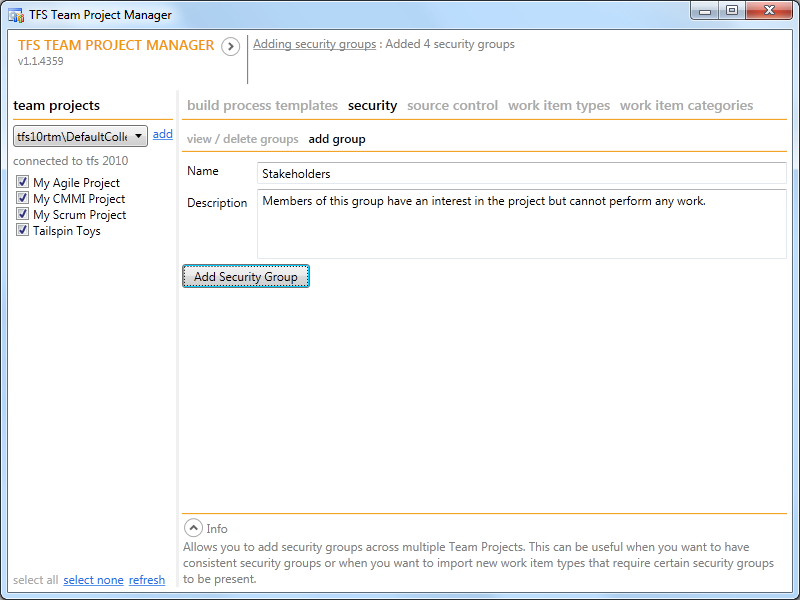 TFS Team Project Manager
TFS TEAM PROJECT MANAGER
v1.1.4359
Adding security groups : Added 4 security groups
team projects
tfs10rtm\DefaultColle
add
connected to tfs 2010
My Agile Project
My CMMI Project
My Scrum Project
Tailspin Toys
select all select none refresh
build process templates security source control work item types work item categories
view / delete groups add group
Name
Stakeholders
Description
Members of this group have an interest in the project but cannot perform any work.
Add Security Group
Info
Allows you to add security groups across multiple Team Projects. This can be useful when you want to have
consistent security groups or when you want to import new work item types that require certain security groups
to be present.